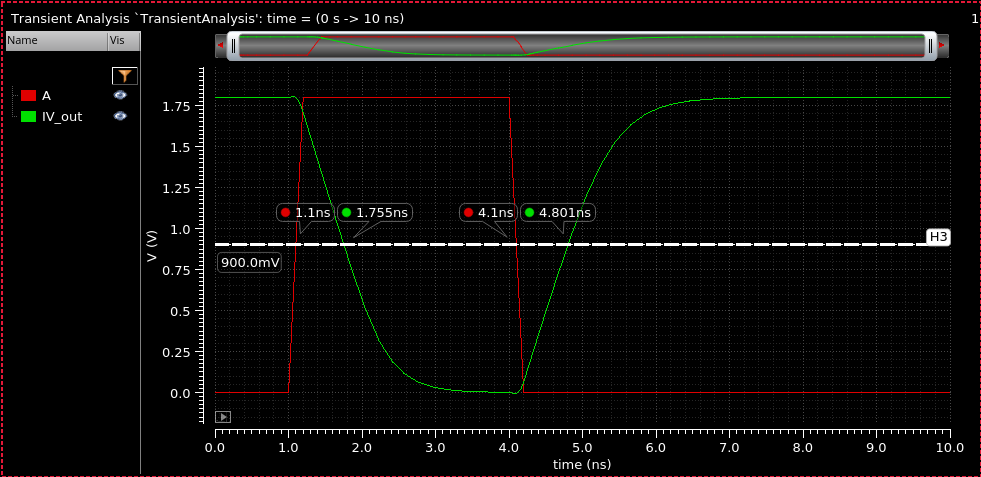 Transient Analysis `TransientAnalysis': time = (0 s -> 10 ns)
1
Name Vis
A
IV_out
V (V)
1.75
1.5
1.25
1.0
0.75
0.5
0.25
0.0
1.1ns 1.755ns 4.1ns 4.801ns
H3
900.0mV
0.0 1.0 2.0 3.0 4.0 5.0 6.0 7.0 8.0 9.0 10.0
time (ns)